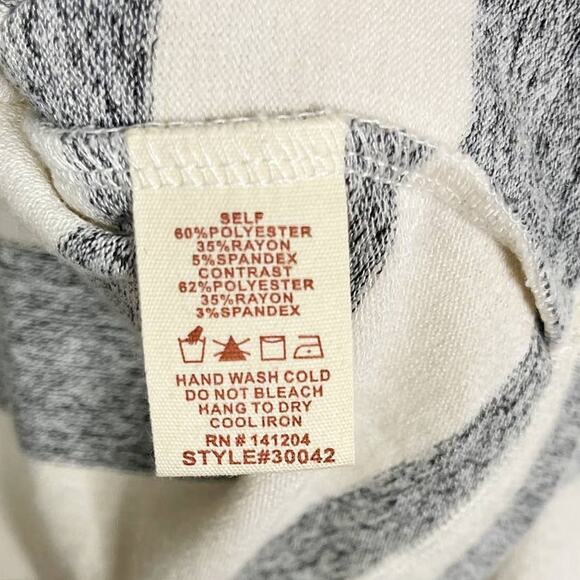 SELF
60%POLYESTER
35%RAYON
5%SPANDEX
CONTRAST
62%POLYESTER
35%RAYON
3%SPANDEX
HAND WASH COLD
DO NOT BLEACH
HANG TO DRY
COOL IRON
RN # 141204
STYLE#30042